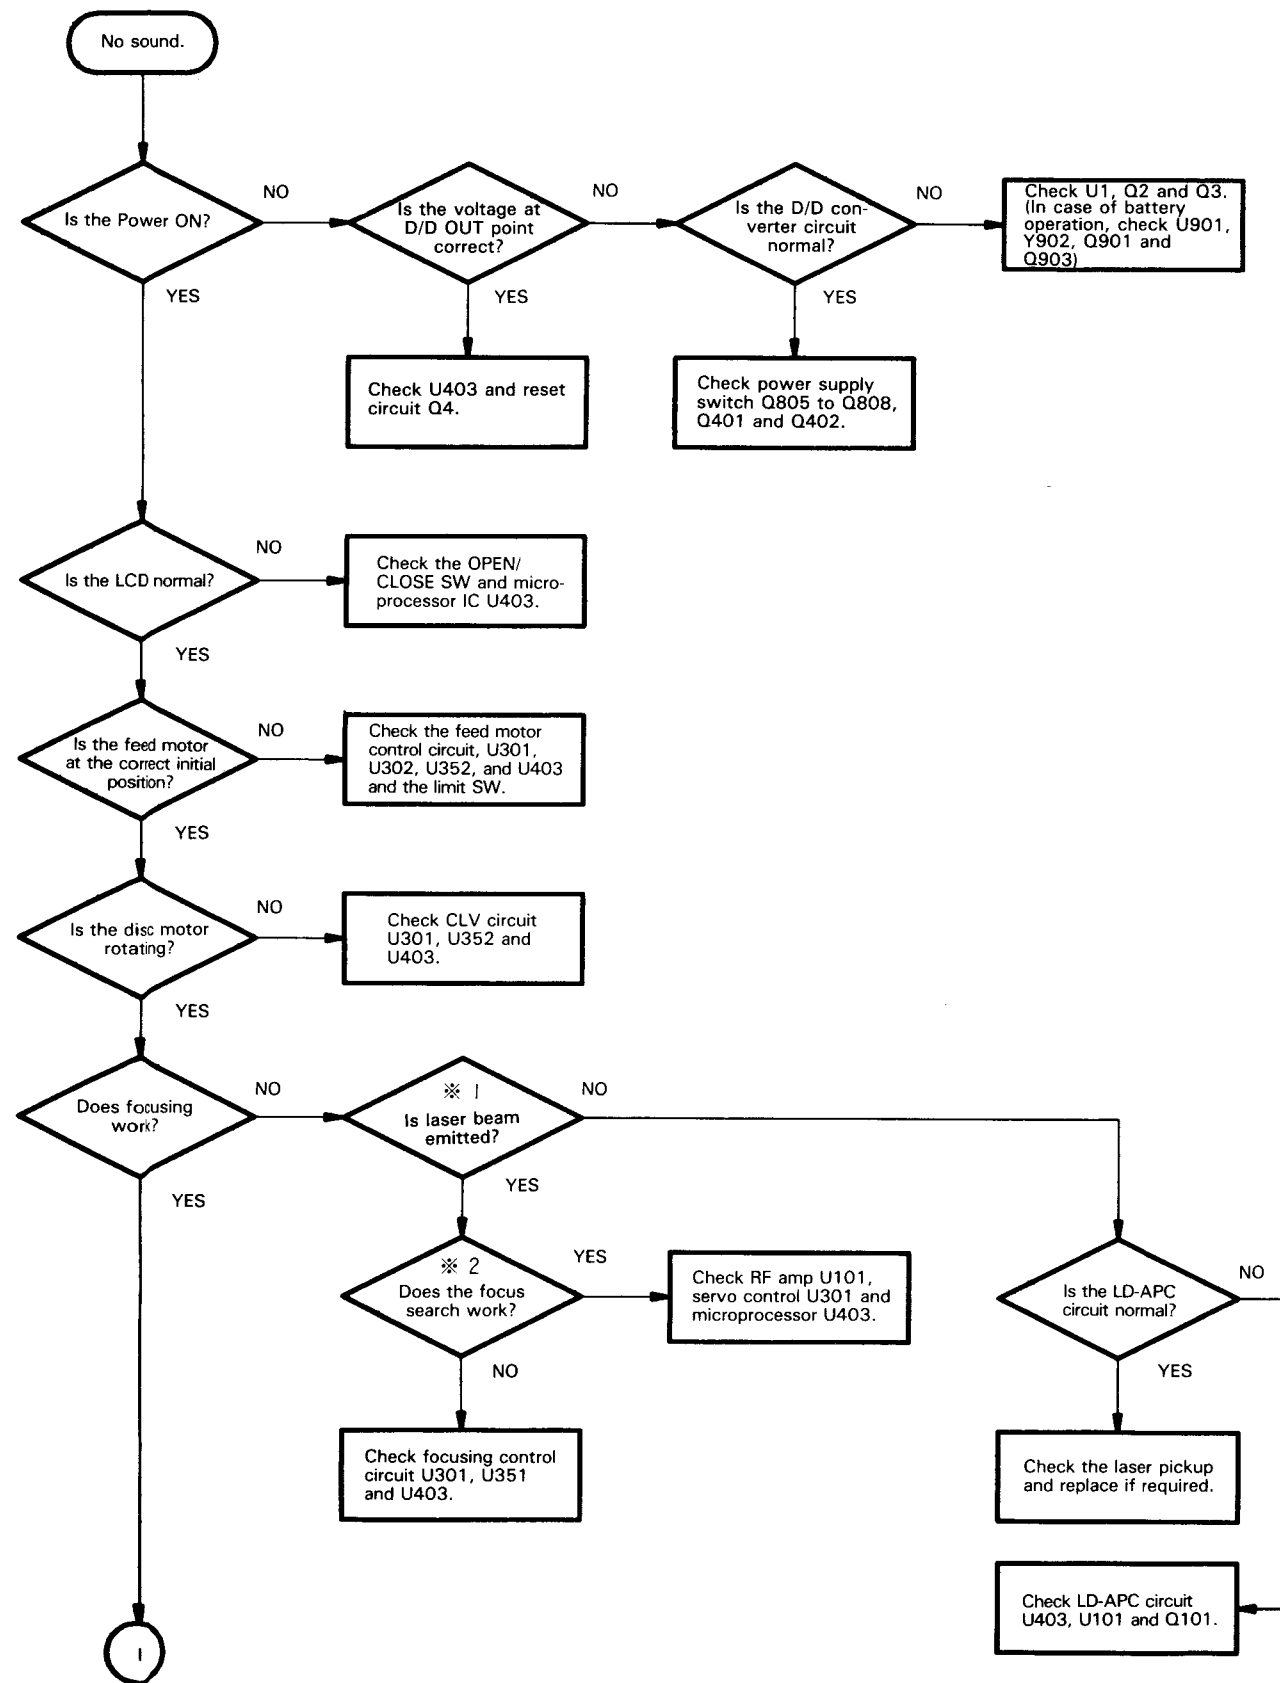 No sound.
Is the Power ON?
NO
YES
Is the voltage at
D/D OUT point
correct?
NO
YES
Is the D/D con-
verter circuit
normal?
NO
YES
Check U1, Q2 and Q3.
(In case of battery
operation, check U901,
Y902, Q901 and
Q903)
Check U403 and reset
circuit Q4.
Check power supply
switch Q805 to Q808,
Q401 and Q402.
Is the LCD normal?
NO
YES
Check the OPEN/
CLOSE SW and micro-
processor IC U403.
Is the feed motor
at the correct initial
position?
NO
YES
Check the feed motor
control circuit, U301,
U302, U352, and U403
and the limit SW.
Is the disc motor
rotating?
NO
YES
Check CLV circuit
U301, U352 and
U403.
Does focusing
work?
NO
YES
※ 1
Is laser beam
emitted?
NO
YES
※ 2
Does the focus
search work?
YES
NO
Check RF amp U101,
servo control U301 and
microprocessor U403.
Is the LD-APC
circuit normal?
NO
YES
Check focusing control
circuit U301, U351
and U403.
Check the laser pickup
and replace if required.
Check LD-APC circuit
U403, U101 and Q101.
1